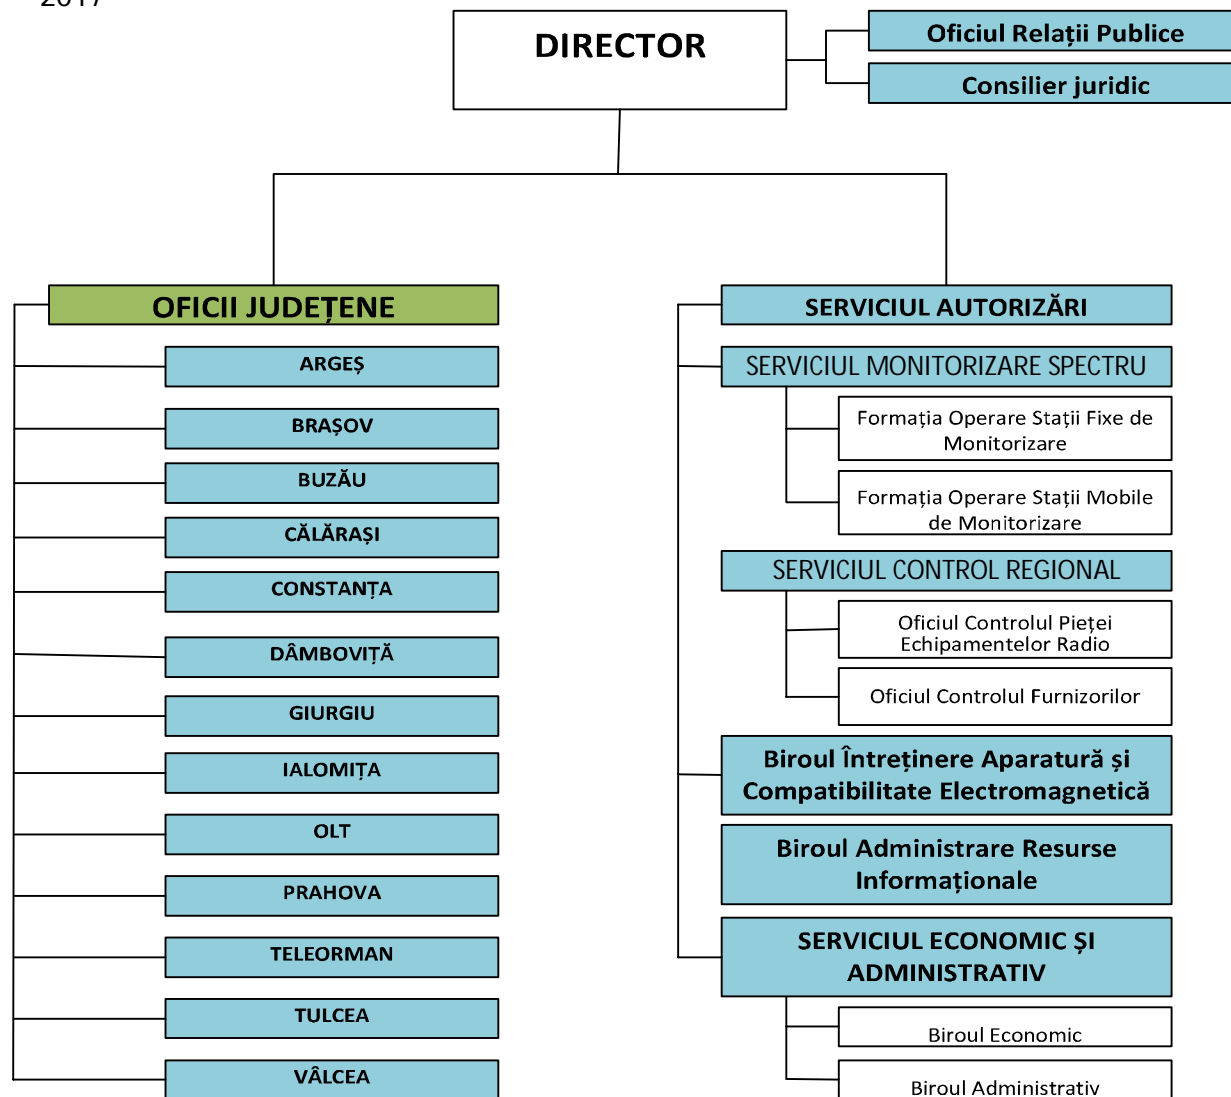 2017
DIRECTOR
Oficiul Relații Publice
Consilier juridic
OFICII JUDEȚENE
ARGEȘ
BRAȘOV
BUZĂU
CĂLĂRAȘI
CONSTANȚA
DÂMBOVIȚĂ
GIURGIU
IALOMIȚA
OLT
PRAHOVA
TELEORMAN
TULCEA
VÂLCEA
SERVICIUL AUTORIZĂRI
SERVICIUL MONITORIZARE SPECTRU
Formația Operare Stații Fixe de
Monitorizare
Formația Operare Stații Mobile
de Monitorizare
SERVICIUL CONTROL REGIONAL
Oficiul Controlul Pieței
Echipamentelor Radio
Oficiul Controlul Furnizorilor
Biroul Întreținere Aparatură și
Compatibilitate Electromagnetică
Biroul Administrare Resurse
Informaționale
SERVICIUL ECONOMIC ȘI
ADMINISTRATIV
Biroul Economic
Biroul Administrativ